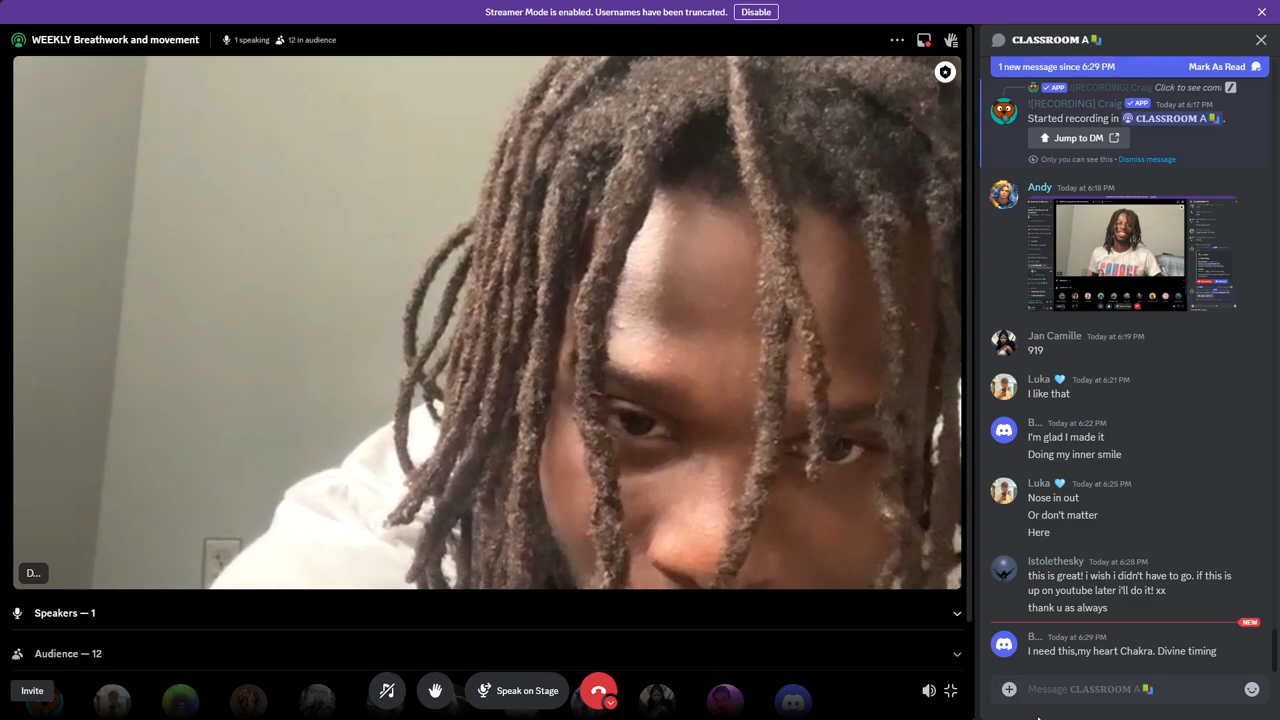 Streamer Mode is enabled. Usernames have been truncated. Disable
WEEKLY Breathwork and movement
1 speaking 12 in audience
D...
Speakers — 1
Audience — 12
Invite
Speak on Stage
CLASSROOM A
1 new message since 6:29 PM Mark As Read
APP ![RECORDING] Craig Click to see com
![RECORDING] Craig APP Today at 6:17 PM
Started recording in CLASSROOM A.
Jump to DM
Only you can see this • Dismiss message
Andy Today at 6:18 PM
Jan Camille Today at 6:19 PM
919
Luka Today at 6:21 PM
I like that
B... Today at 6:22 PM
I'm glad I made it
Doing my inner smile
Luka Today at 6:25 PM
Nose in out
Or don't matter
Here
Istolethesky Today at 6:28 PM
this is great! i wish i didn't have to go. if this is
up on youtube later i'll do it! xx
thank u as always
NEW
B... Today at 6:29 PM
I need this,my heart Chakra. Divine timing
Message CLASSROOM A